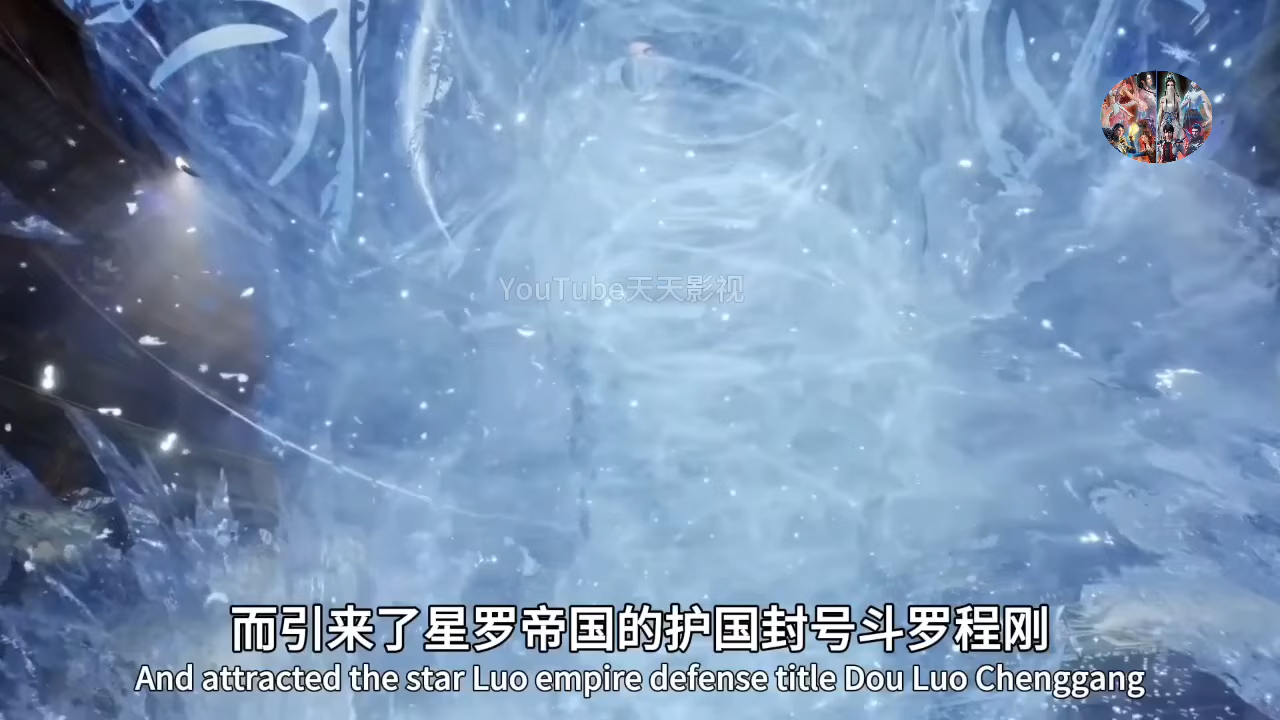 YouTube天天影视
而引来了星罗帝国的护国封号斗罗程刚
And attracted the star Luo empire defense title Dou Luo Chenggang